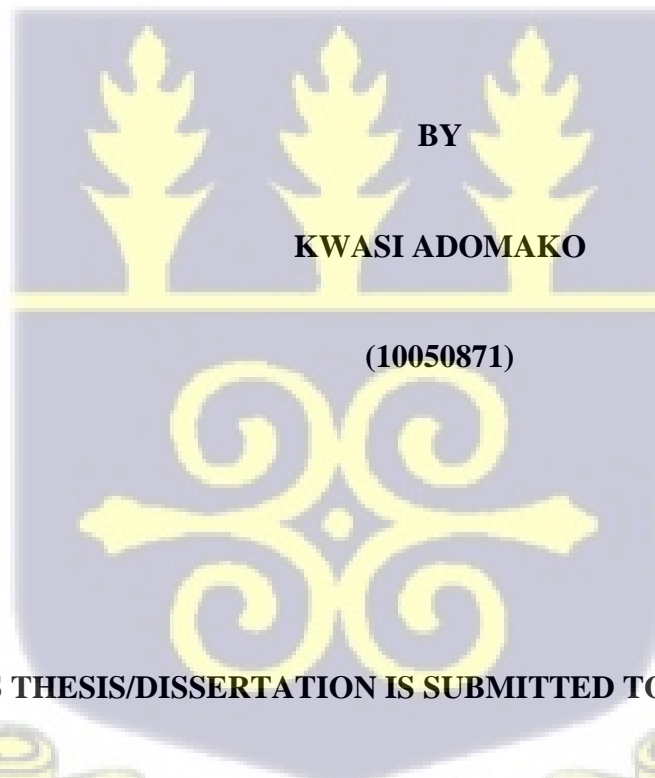 BY
KWASI ADOMAKO
(10050871)
THESIS/DISSERTATION IS SUBMITTED TO